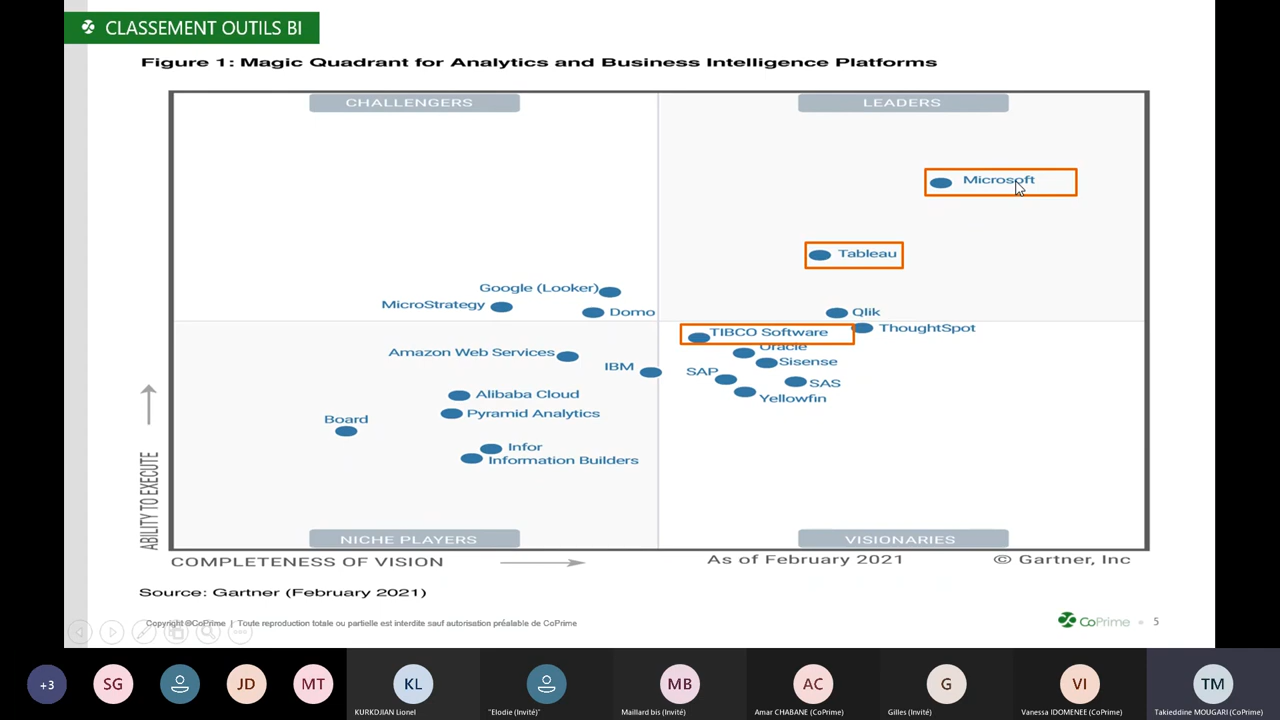 CLASSEMENT OUTILS BI
Figure 1: Magic Quadrant for Analytics and Business Intelligence Platforms
CHALLENGERS
LEADERS
Microsoft
Tableau
Google (Looker)
MicroStrategy
Domo
Qlik
ThoughtSpot
TIBCO Software
Oracle
Amazon Web Services
IBM
Sisense
SAP
SAS
Alibaba Cloud
Yellowfin
Pyramid Analytics
Board
Infor
Information Builders
ABILITY TO EXECUTE
NICHE PLAYERS
VISIONARIES
COMPLETENESS OF VISION
As of February 2021
© Gartner, Inc
Source: Gartner (February 2021)
Copyright ©CoPrime | Toute reproduction totale ou partielle est interdite sauf autorisation préalable de CoPrime
CoPrime
5
+3
SG
JD
MT
KL
MB
AC
G
VI
TM
KURKDJIAN Lionel
"Elodie (Invité)"
Maillard bis (Invité)
Amar CHABANE (CoPrime)
Gilles (Invité)
Vanessa IDOMENEE (CoPrime)
Takieddine MOUGARI (CoPrime)